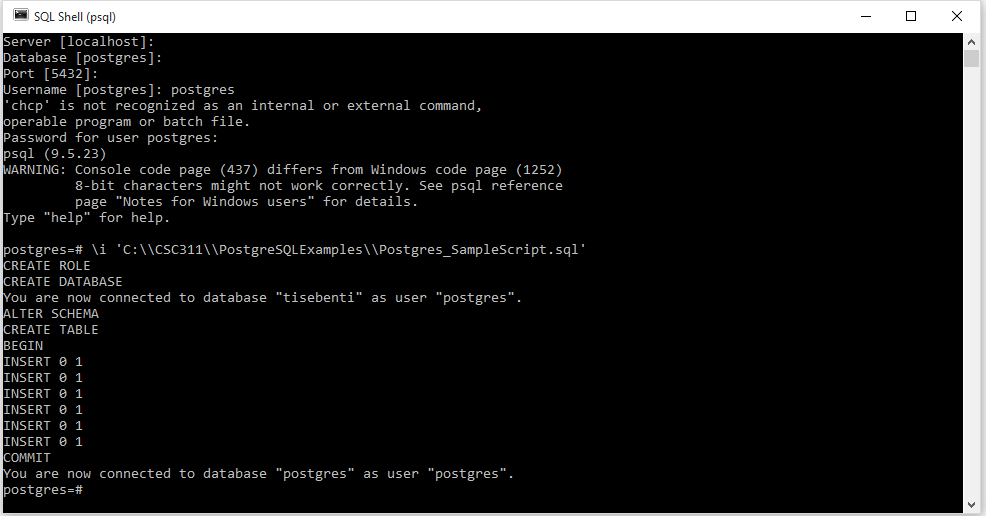 SQL Shell (psql)
Server [localhost]:
Database [postgres]:
Port [5432]:
Username [postgres]: postgres
'chcp' is not recognized as an internal or external command,
operable program or batch file.
Password for user postgres:
psql (9.5.23)
WARNING: Console code page (437) differs from Windows code page (1252)
         8-bit characters might not work correctly. See psql reference
         page "Notes for Windows users" for details.
Type "help" for help.

postgres=# \i 'C:\\CSC311\\PostgreSQLExamples\\Postgres_SampleScript.sql'
CREATE ROLE
CREATE DATABASE
You are now connected to database "tisebenti" as user "postgres".
ALTER SCHEMA
CREATE TABLE
BEGIN
INSERT 0 1
INSERT 0 1
INSERT 0 1
INSERT 0 1
INSERT 0 1
INSERT 0 1
COMMIT
You are now connected to database "postgres" as user "postgres".
postgres=#